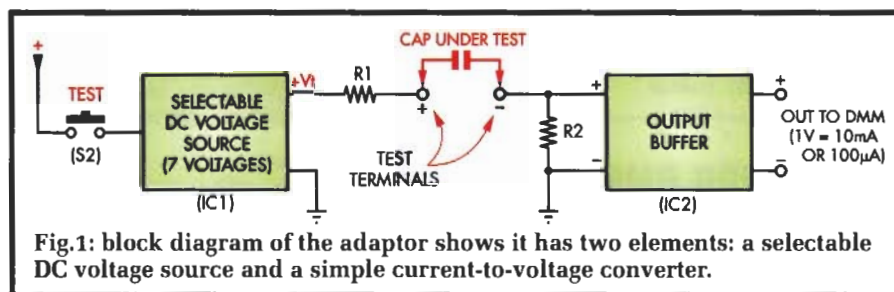 +
TEST
(S2)
SELECTABLE
DC VOLTAGE
SOURCE
(7 VOLTAGES)
(IC1)
+Vt
R1
CAP UNDER TEST
+
–
TEST
TERMINALS
R2
+
–
OUTPUT
BUFFER
(IC2)
+
–
OUT TO DMM
(1V = 10mA
OR 100µA)
Fig.1: block diagram of the adaptor shows it has two elements: a selectable
DC voltage source and a simple current-to-voltage converter.